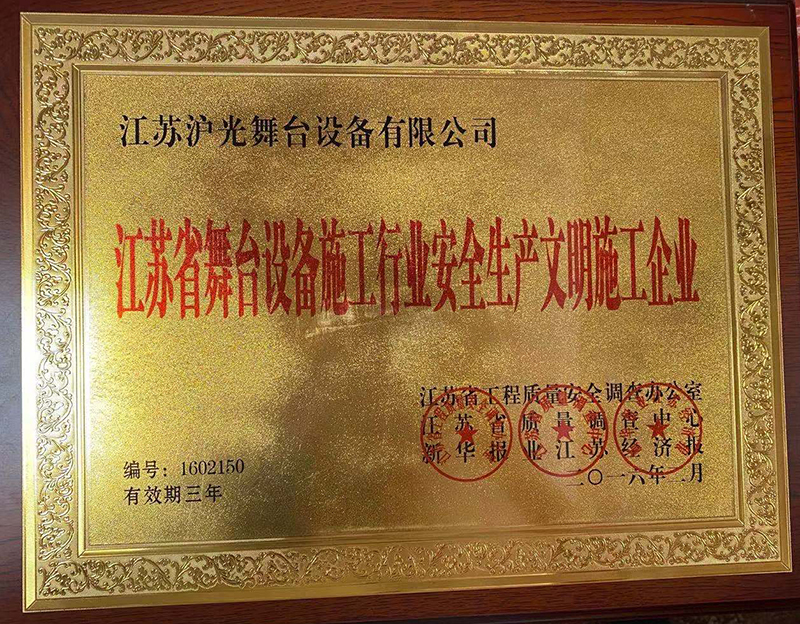 江苏沪光舞台设备有限公司
江苏省舞台设备施工行业安全生产文明施工企业
江苏省工程质量安全调查办公室
江苏省质量调查中心
新华报业江苏经济报
二〇一六年二月
编号：1602150
有效期三年